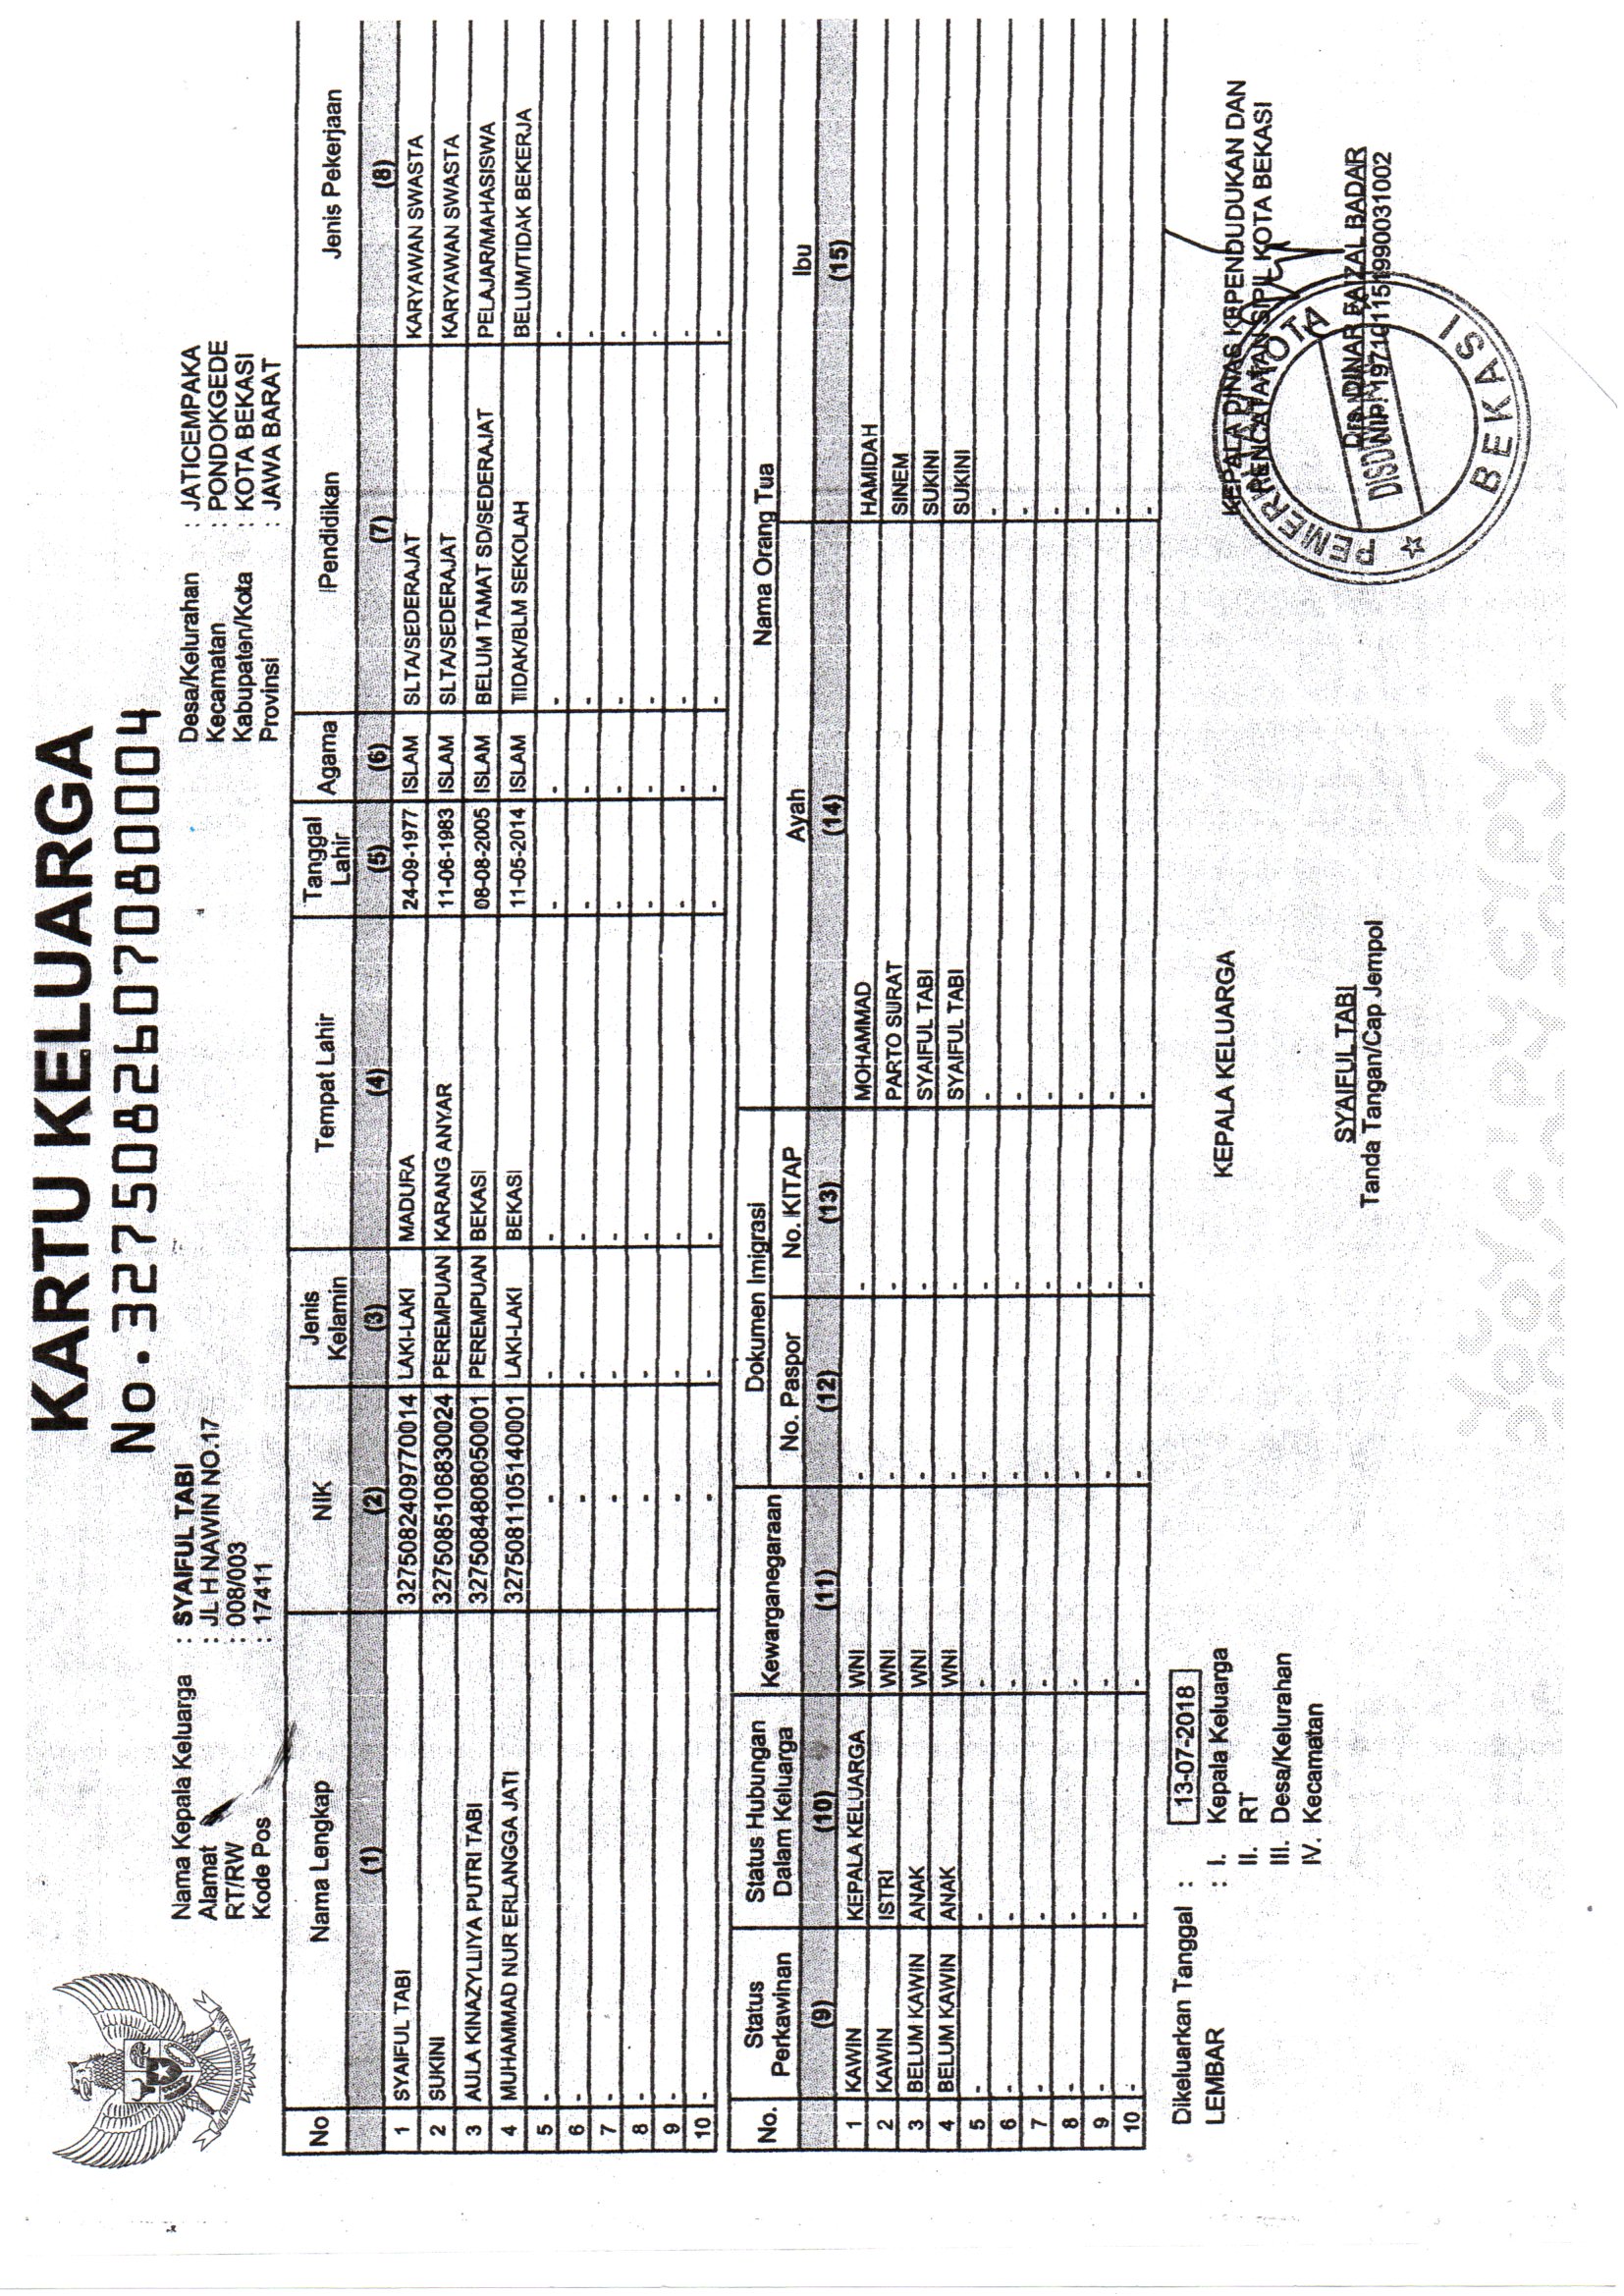 KARTU KELUARGA
No. 3275082607080004
Nama Kepala Keluarga : SYAIFUL TABI
Alamat : JL H NAWIN NO.17
RT/RW : 008/003
Kode Pos : 17411
Desa/Kelurahan : JATICEMPAKA
Kecamatan : PONDOKGEDE
Kabupaten/Kota : KOTA BEKASI
Provinsi : JAWA BARAT
No Nama Lengkap NIK Jenis Kelamin Tempat Lahir Tanggal Lahir Agama Pendidikan Jenis Pekerjaan
(1) (2) (3) (4) (5) (6) (7) (8)
1 SYAIFUL TABI 3275082409770014 LAKI-LAKI MADURA 24-09-1977 ISLAM SLTA/SEDERAJAT KARYAWAN SWASTA
2 SUKINI 3275085106830024 PEREMPUAN KARANG ANYAR 11-06-1983 ISLAM SLTA/SEDERAJAT KARYAWAN SWASTA
3 AULA KINAZYLLIYA PUTRI TABI 3275084808050001 PEREMPUAN BEKASI 08-08-2005 ISLAM BELUM TAMAT SD/SEDERAJAT PELAJAR/MAHASISWA
4 MUHAMMAD NUR ERLANGGA JATI 3275081105140001 LAKI-LAKI BEKASI 11-05-2014 ISLAM TIDAK/BLM SEKOLAH BELUM/TIDAK BEKERJA
5 - - - - - - - -
6 - - - - - - - -
7 - - - - - - - -
8 - - - - - - - -
9 - - - - - - - -
10 - - - - - - - -
No. Status Perkawinan Status Hubungan Dalam Keluarga Kewarganegaraan Dokumen Imigrasi Nama Orang Tua
No. Paspor No. KITAP Ayah Ibu
(9) (10) (11) (12) (13) (14) (15)
1 KAWIN KEPALA KELUARGA WNI - - MOHAMMAD HAMIDAH
2 KAWIN ISTRI WNI - - PARTO SURAT SINEM
3 BELUM KAWIN ANAK WNI - - SYAIFUL TABI SUKINI
4 BELUM KAWIN ANAK WNI - - SYAIFUL TABI SUKINI
5 - - - - - - -
6 - - - - - - -
7 - - - - - - -
8 - - - - - - -
9 - - - - - - -
10 - - - - - - -
Dikeluarkan Tanggal : 13-07-2018
LEMBAR : I. Kepala Keluarga
II. RT
III. Desa/Kelurahan
IV. Kecamatan
KEPALA KELUARGA
SYAIFUL TABI
Tanda Tangan/Cap Jempol
KEPALA DINAS KEPENDUDUKAN DAN
PENCATATAN SIPIL KOTA BEKASI
Drs. DINAR FAIZAL BADAR
NIP. 197101151990031002
KOTA
BEKASI